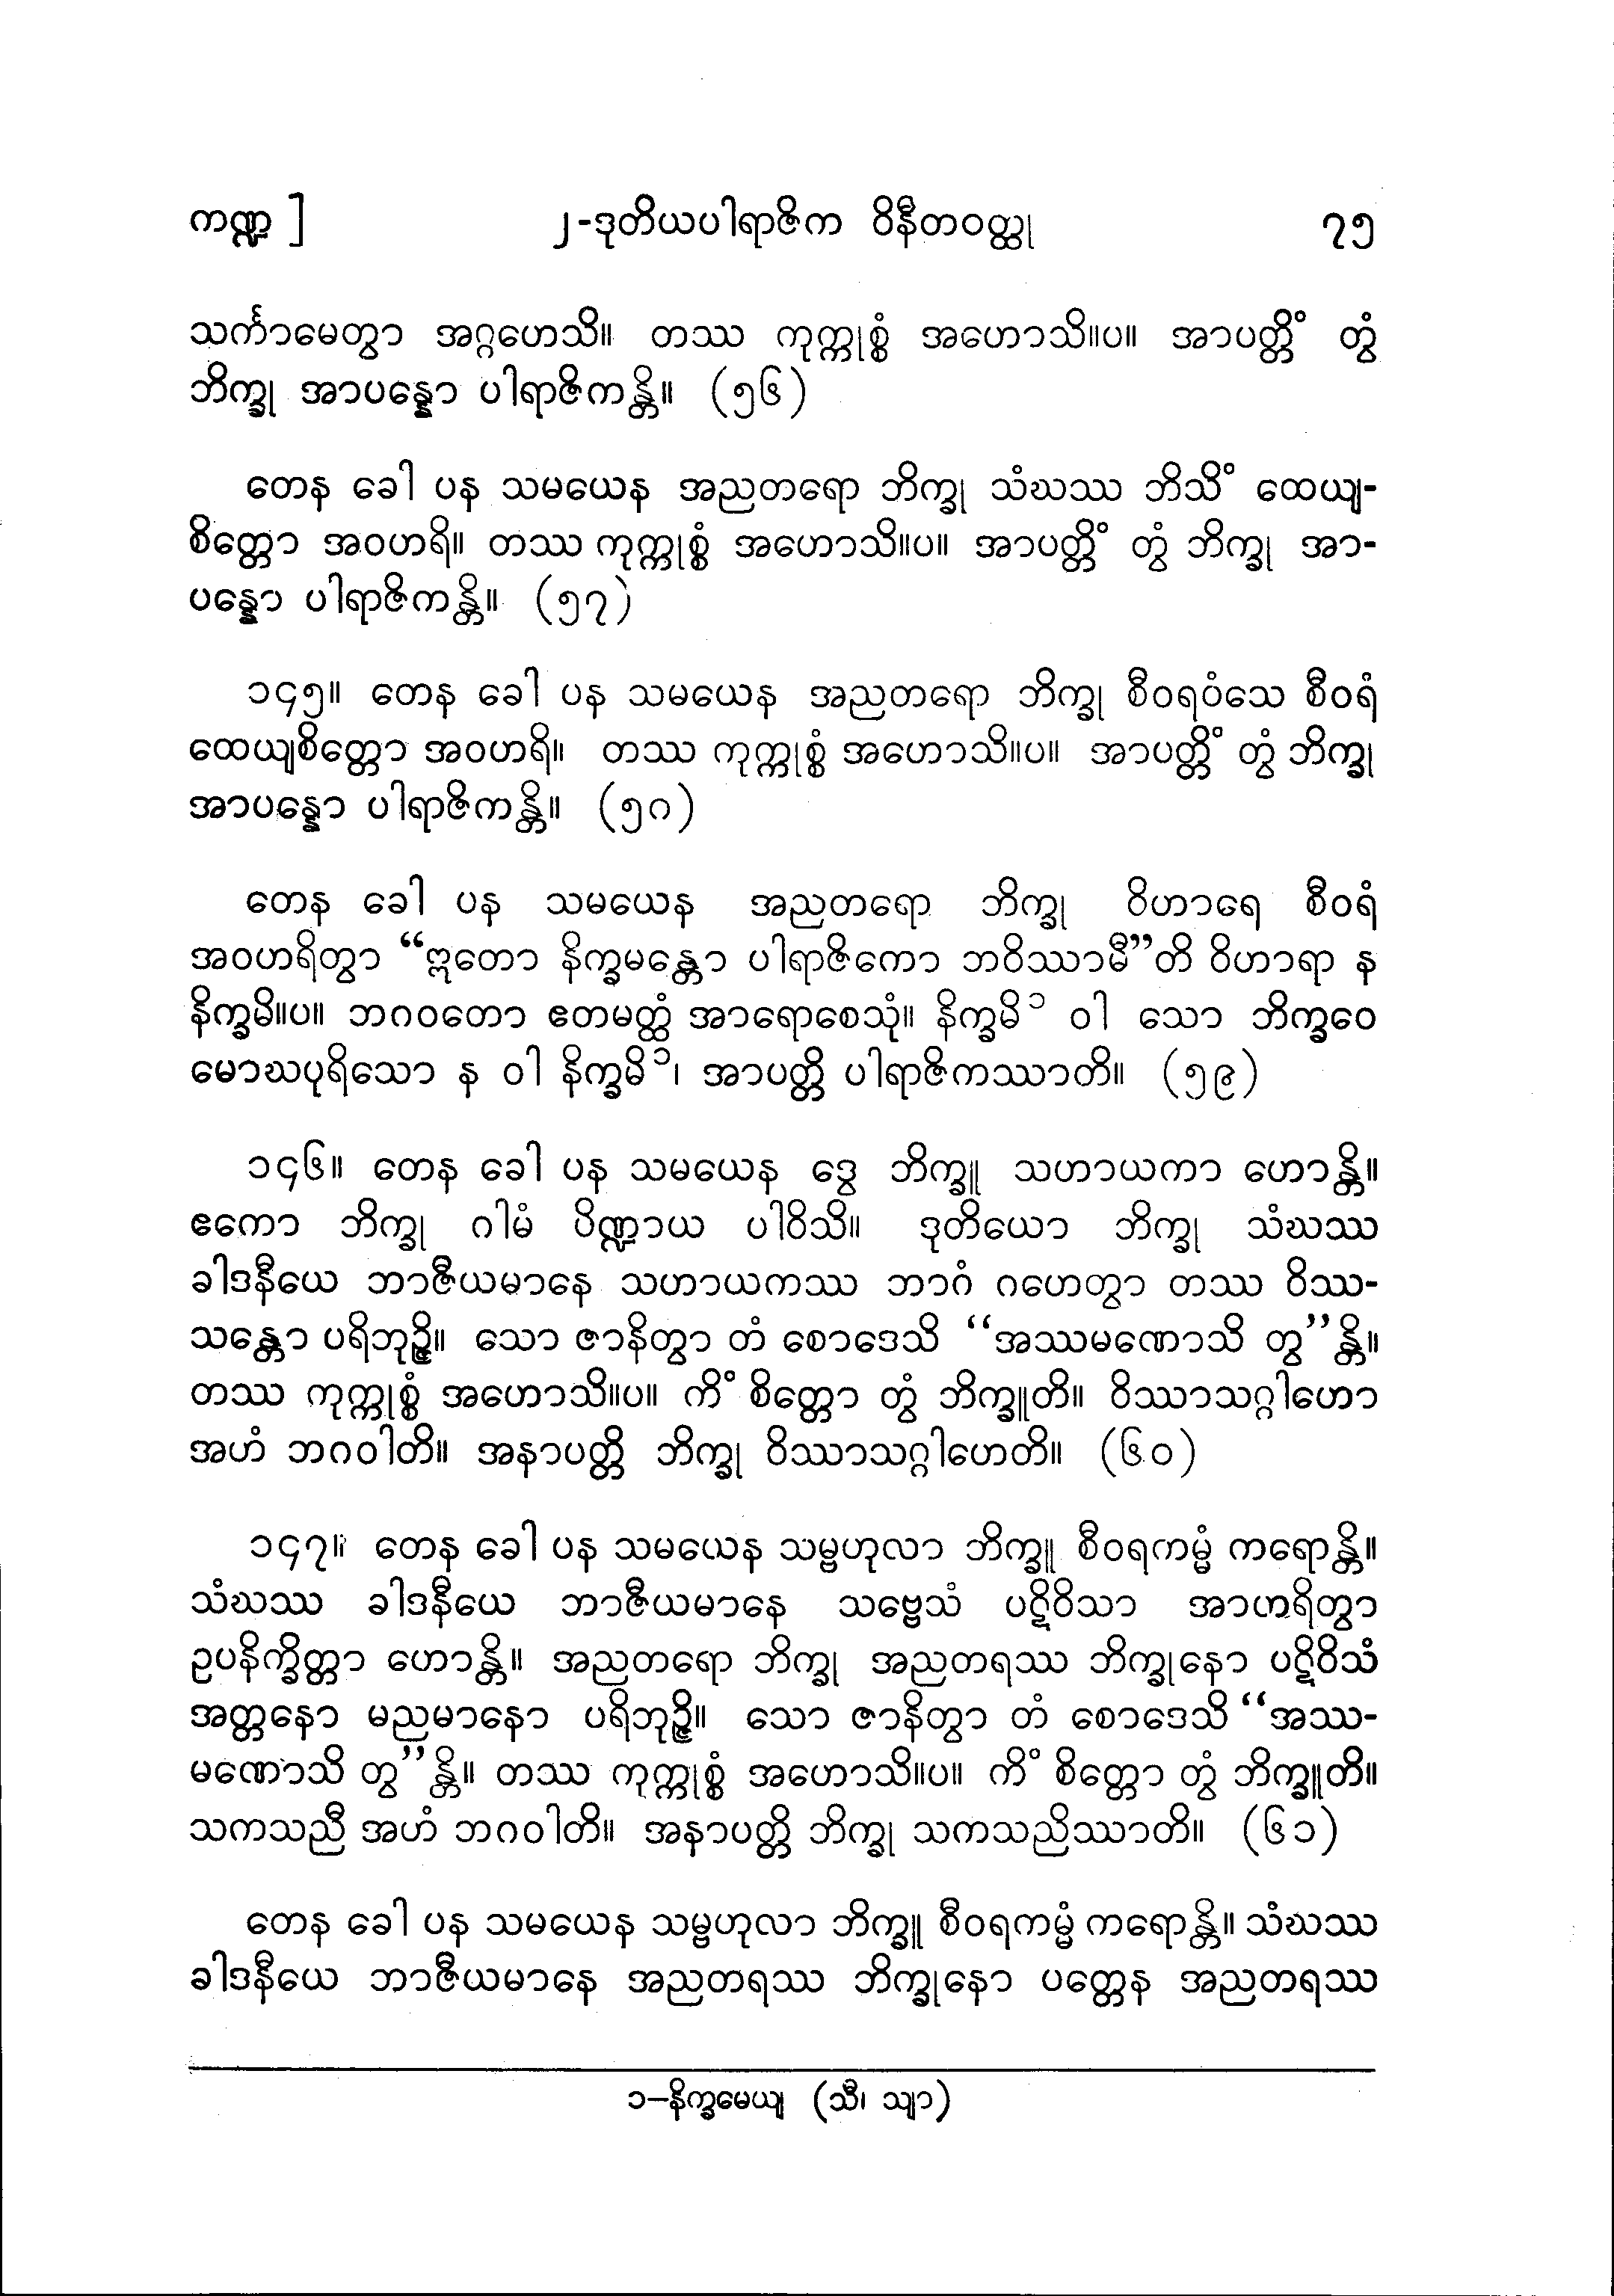 ကဏ္ဍ ] ၂-ဒုတိယပါရာဇိက ဝိနီတဝတ္ထု ၇၅
သင်္ကာမေတွာ အဂ္ဂဟေသိ။ တဿ ကုက္ကုစ္စံ အဟောသိ။ပ။ အာပတ္တိံ တွံ
ဘိက္ခု အာပန္နော ပါရာဇိကန္တိ။ (၅၆)
တေန ခေါ ပန သမယေန အညတရော ဘိက္ခု သံဃဿ ဘိသိံ ထေယျ-
စိတ္တော အဝဟရိ။ တဿ ကုက္ကုစ္စံ အဟောသိ။ပ။ အာပတ္တိံ တွံ ဘိက္ခု အာ-
ပန္နော ပါရာဇိကန္တိ။ (၅၇)
၁၄၅။ တေန ခေါ ပန သမယေန အညတရော ဘိက္ခု စီဝရဝံသေ စီဝရံ
ထေယျစိတ္တော အဝဟရိ။ တဿ ကုက္ကုစ္စံ အဟောသိ။ပ။ အာပတ္တိံ တွံ ဘိက္ခု
အာပန္နော ပါရာဇိကန္တိ။ (၅၈)
တေန ခေါ ပန သမယေန အညတရော ဘိက္ခု ဝိဟာရေ စီဝရံ
အဝဟရိတွာ “ဣတော နိက္ခမန္တော ပါရာဇိကော ဘဝိဿာမီ”တိ ဝိဟာရာ န
နိက္ခမိ။ပ။ ဘဂဝတော ဧတမတ္ထံ အာရောစေသုံ။ နိက္ခမိ ၁ ဝါ သော ဘိက္ခဝေ
မောဃပုရိသော န ဝါ နိက္ခမိ ၁၊ အာပတ္တိ ပါရာဇိကဿာတိ။ (၅၉)
၁၄၆။ တေန ခေါ ပန သမယေန ဒွေ ဘိက္ခူ သဟာယကာ ဟောန္တိ။
ဧကော ဘိက္ခု ဂါမံ ပိဏ္ဍာယ ပါဝိသိ။ ဒုတိယော ဘိက္ခု သံဃဿ
ခါဒနီယေ ဘာဇီယမာနေ သဟာယကဿ ဘာဂံ ဂဟေတွာ တဿ ဝိဿ-
သန္တော ပရိဘုဉ္ဇိ။ သော ဇာနိတွာ တံ စောဒေသိ “အဿမဏောသိ တွ”န္တိ။
တဿ ကုက္ကုစ္စံ အဟောသိ။ပ။ ကိံ စိတ္တော တွံ ဘိက္ခူတိ။ ဝိဿာသဂ္ဂါဟော
အဟံ ဘဂဝါတိ။ အနာပတ္တိ ဘိက္ခု ဝိဿာသဂ္ဂါဟေတိ။ (၆၀)
၁၄၇။ တေန ခေါ ပန သမယေန သမ္ဗဟုလာ ဘိက္ခူ စီဝရကမ္မံ ကရောန္တိ။
သံဃဿ ခါဒနီယေ ဘာဇီယမာနေ သဗ္ဗေသံ ပဋိဝိသာ အာဟရိတွာ
ဥပနိက္ခိတ္တာ ဟောန္တိ။ အညတရော ဘိက္ခု အညတရဿ ဘိက္ခုနော ပဋိဝိသံ
အတ္တနော မညမာနော ပရိဘုဉ္ဇိ။ သော ဇာနိတွာ တံ စောဒေသိ “အဿ-
မဏောသိ တွ”န္တိ။ တဿ ကုက္ကုစ္စံ အဟောသိ။ပ။ ကိံ စိတ္တော တွံ ဘိက္ခူတိ။
သကသညီ အဟံ ဘဂဝါတိ။ အနာပတ္တိ ဘိက္ခု သကသညိဿာတိ။ (၆၁)
တေန ခေါ ပန သမယေန သမ္ဗဟုလာ ဘိက္ခူ စီဝရကမ္မံ ကရောန္တိ။ သံဃဿ
ခါဒနီယေ ဘာဇီယမာနေ အညတရဿ ဘိက္ခုနော ပတ္တေန အညတရဿ
၁–နိက္ခမေယျ (သီ၊ သျာ)